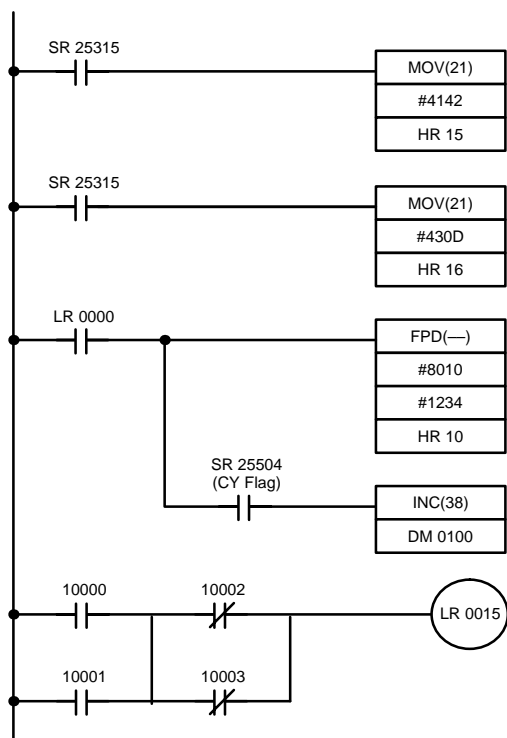 SR 25315
MOV(21)
#4142
HR 15
SR 25315
MOV(21)
#430D
HR 16
LR 0000
FPD(—)
#8010
#1234
HR 10
SR 25504
(CY Flag)
INC(38)
DM 0100
10000
10002
LR 0015
10001
10003